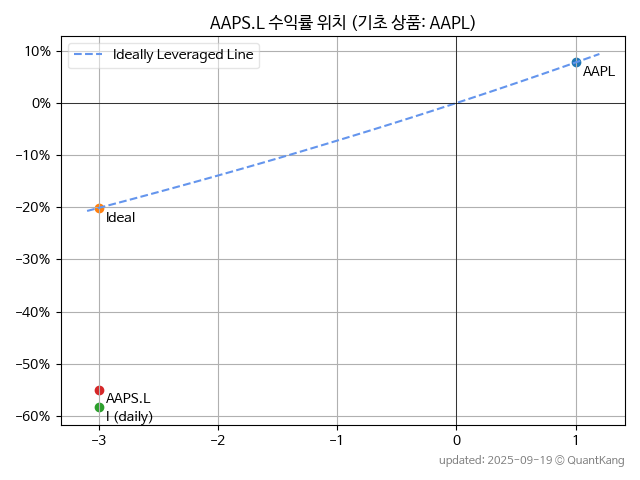 AAPS.L 수익률 위치 (기초 상품: AAPL)
10%
0%
-10%
-20%
-30%
-40%
-50%
-60%
Ideally Leveraged Line
AAPL
Ideal
AAPS.L
I (daily)
-3
-2
-1
0
1
updated: 2025-09-19 © QuantKang